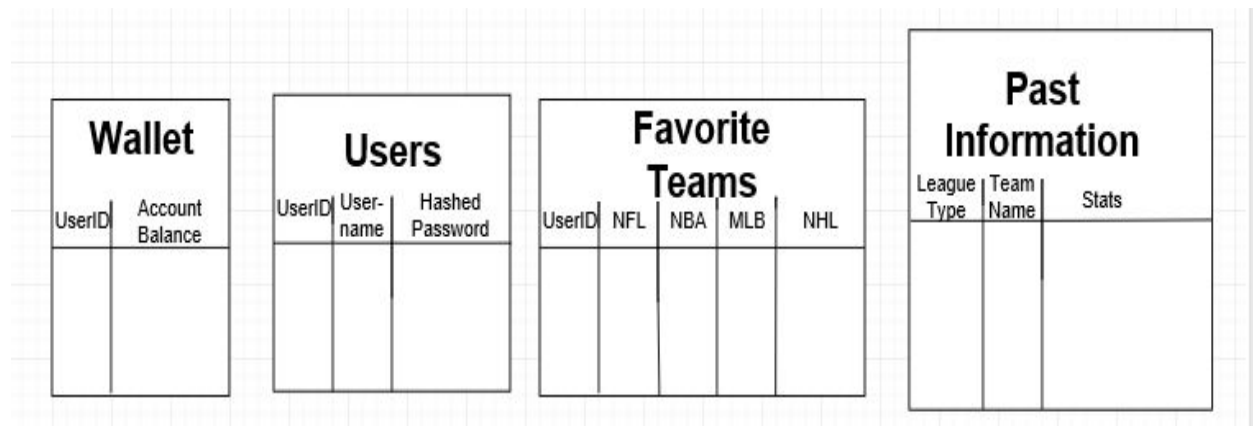 Wallet
UserID
Account
Balance
Users
UserID
User-
name
Hashed
Password
Favorite
Teams
UserID
NFL
NBA
MLB
NHL
Past
Information
League
Type
Team
Name
Stats